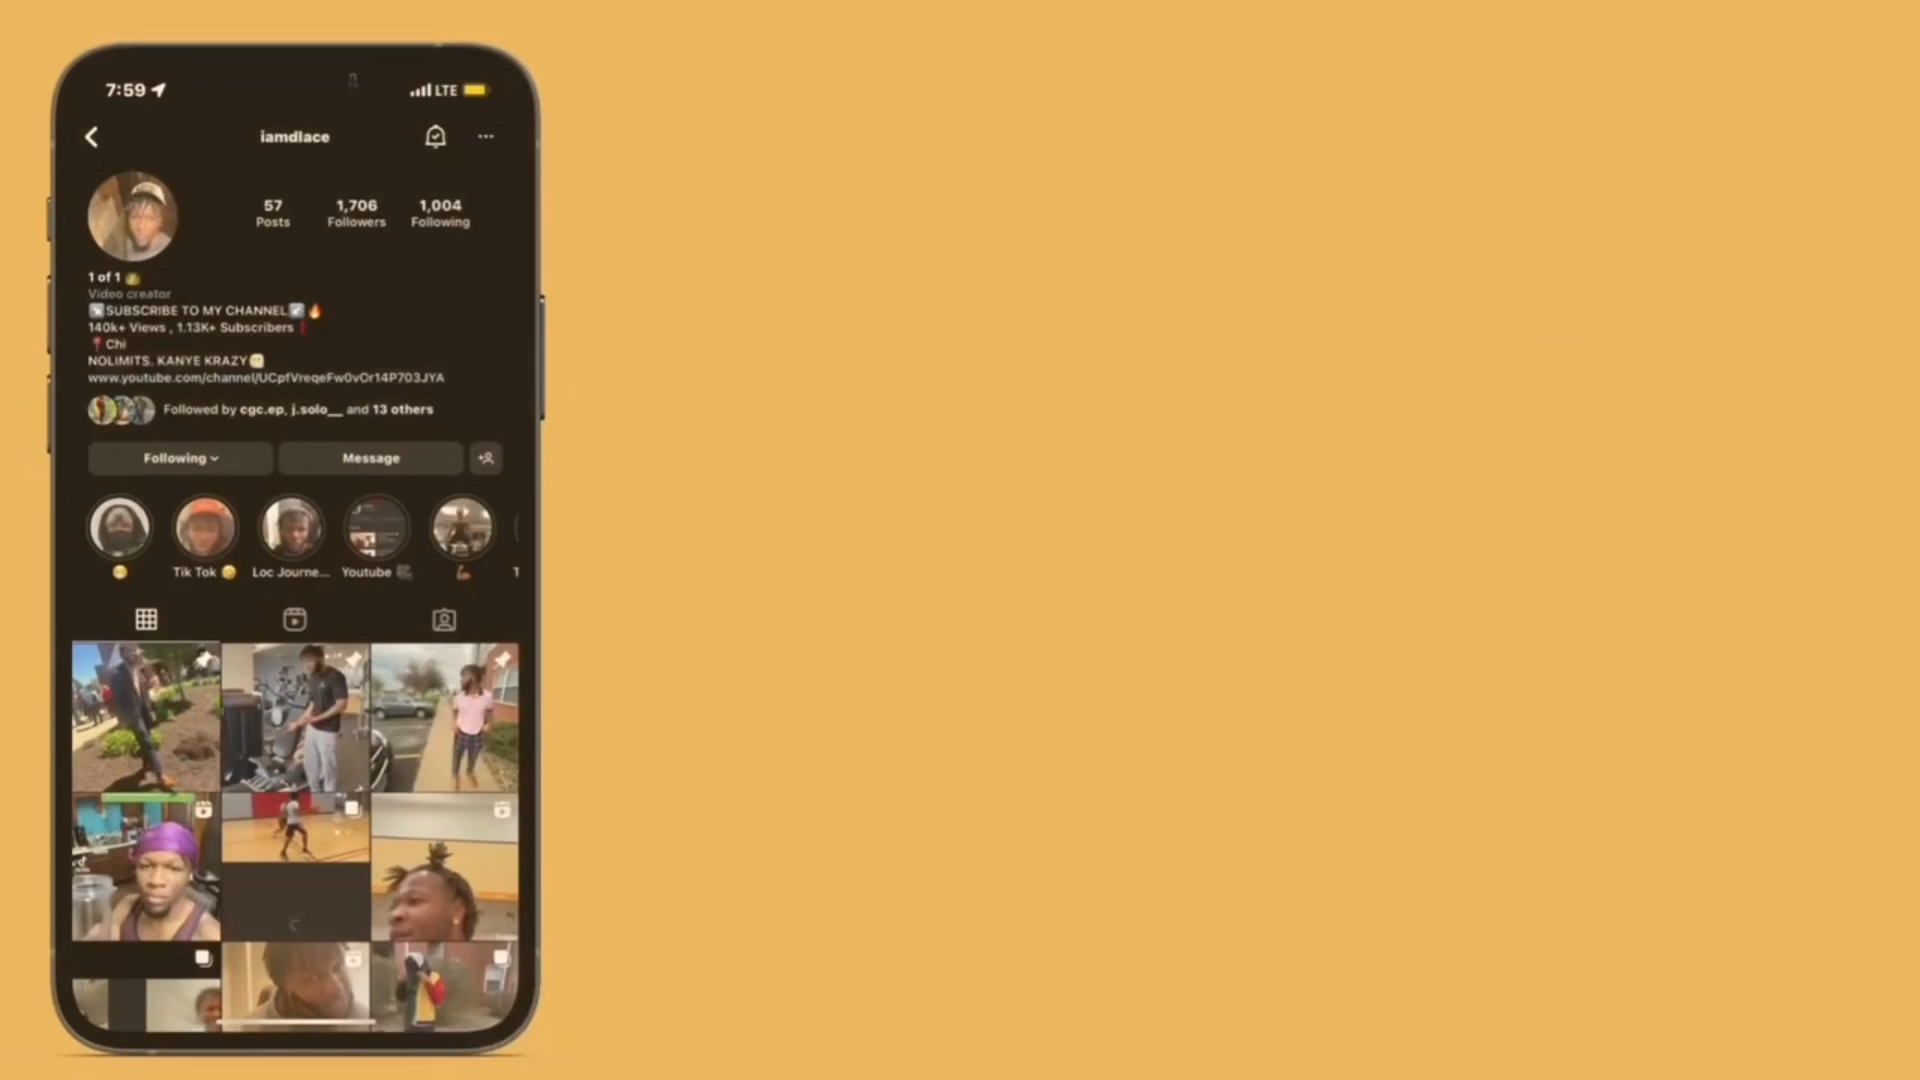 7:59
LTE
iamdlace
57
Posts
1,706
Followers
1,004
Following
1 of 1
Video creator
SUBSCRIBE TO MY CHANNEL
140k+ Views , 1.13K+ Subscribers
Chi
NOLIMITS. KANYE KRAZY
www.youtube.com/channel/UCpfVreqeFw0vOr14P703JYA
Followed by cgc.ep, j.solo__ and 13 others
Following
Message
Tik Tok
Loc Journe...
Youtube
T